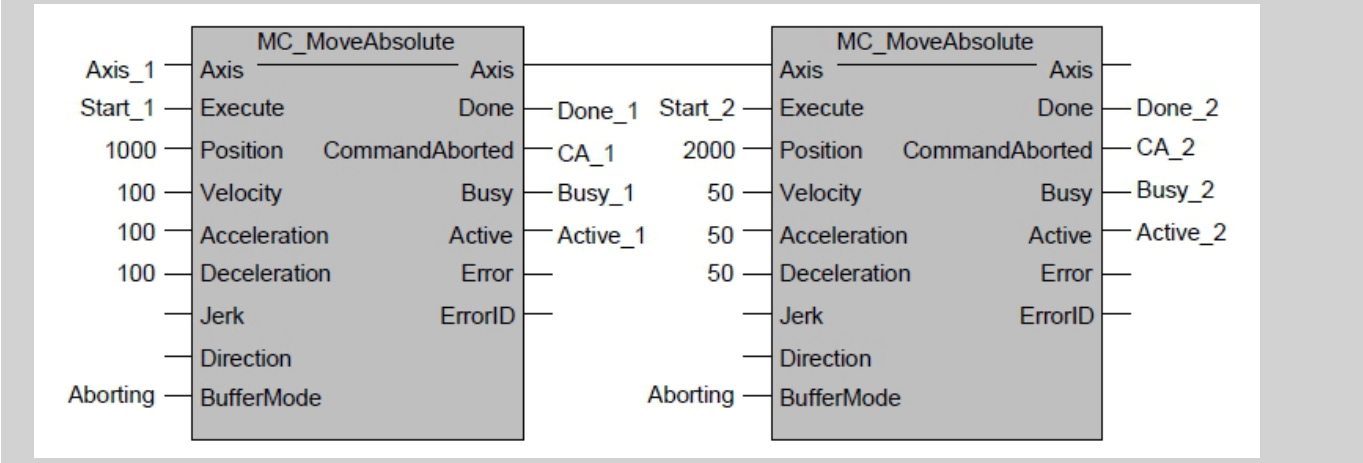 MC_MoveAbsolute MC_MoveAbsolute
Axis_1 Axis Axis Axis Axis
Start_1 Execute Done Done_1 Start_2 Execute Done Done_2
1000 Position CommandAborted CA_1 2000 Position CommandAborted CA_2
100 Velocity Busy Busy_1 50 Velocity Busy Busy_2
100 Acceleration Active Active_1 50 Acceleration Active Active_2
100 Deceleration Error 50 Deceleration Error
Jerk ErrorID Jerk ErrorID
Direction Direction
Aborting BufferMode Aborting BufferMode